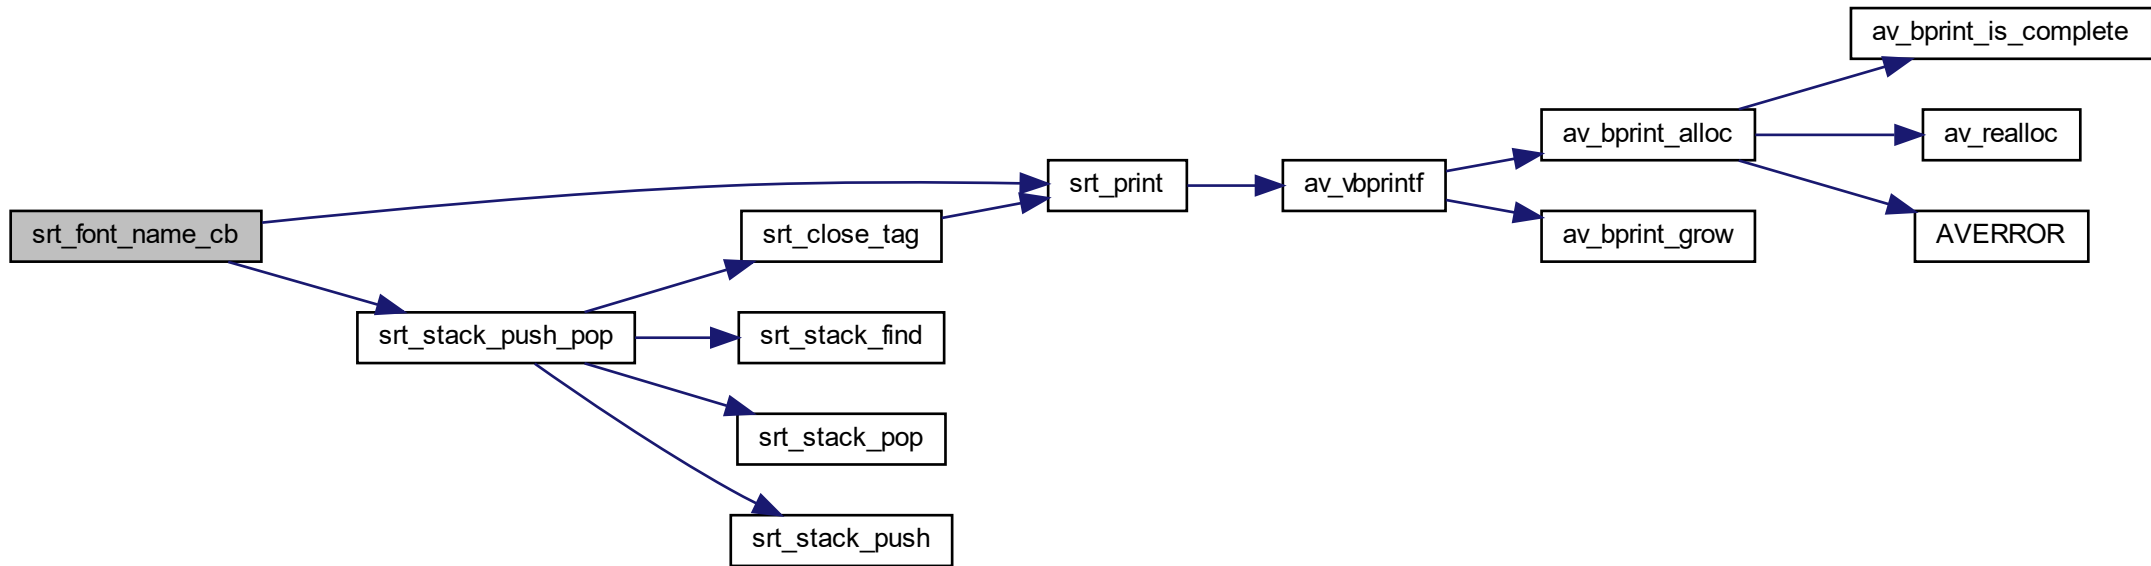 srt_font_name_cb
srt_stack_push_pop
srt_close_tag
srt_stack_find
srt_stack_pop
srt_stack_push
srt_print
av_vbprintf
av_bprint_alloc
av_bprint_grow
av_bprint_is_complete
av_realloc
AVERROR